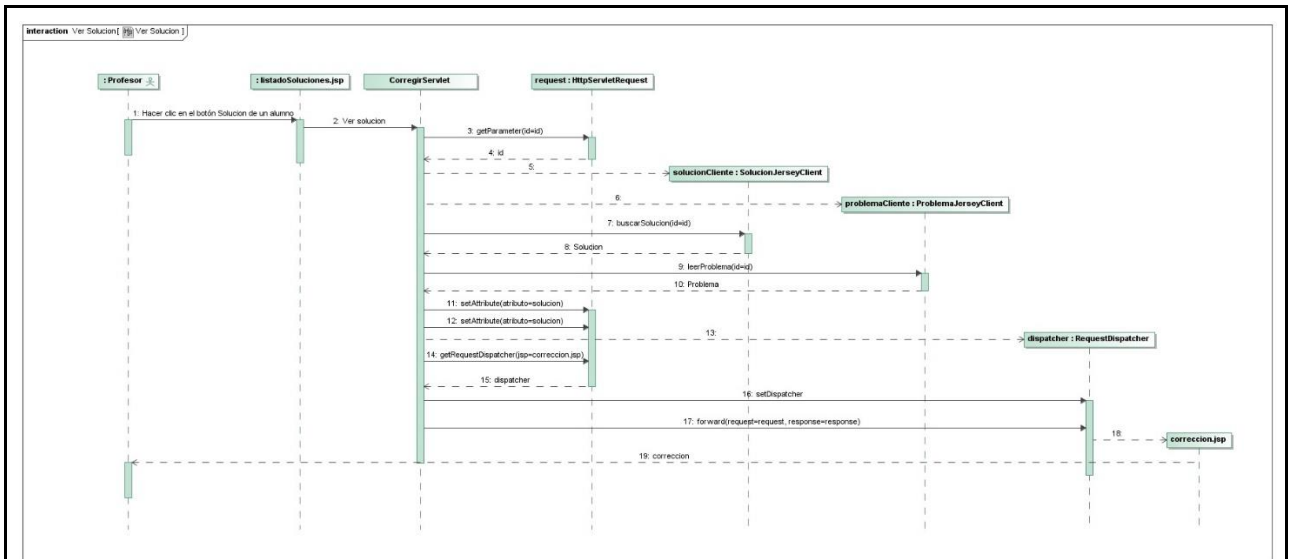 interaction Ver Solucion[ Ver Solucion ]
: Profesor
: listadoSoluciones.jsp
CorregirServlet
request : HttpServletRequest
1: Hacer clic en el botón Solucion de un alumno
2: Ver solucion
3: getParameter(id=id)
4: id
5:
solucionCliente : SolucionJerseyClient
6:
problemaCliente : ProblemaJerseyClient
7: buscarSolucion(id=id)
8: Solucion
9: leerProblema(id=id)
10: Problema
11: setAttribute(atributo=solucion)
12: setAttribute(atributo=solucion)
13:
dispatcher : RequestDispatcher
14: getRequestDispatcher(jsp=correccion.jsp)
15: dispatcher
16: setDispatcher
17: forward(request=request, response=response)
18:
correccion.jsp
19: correccion